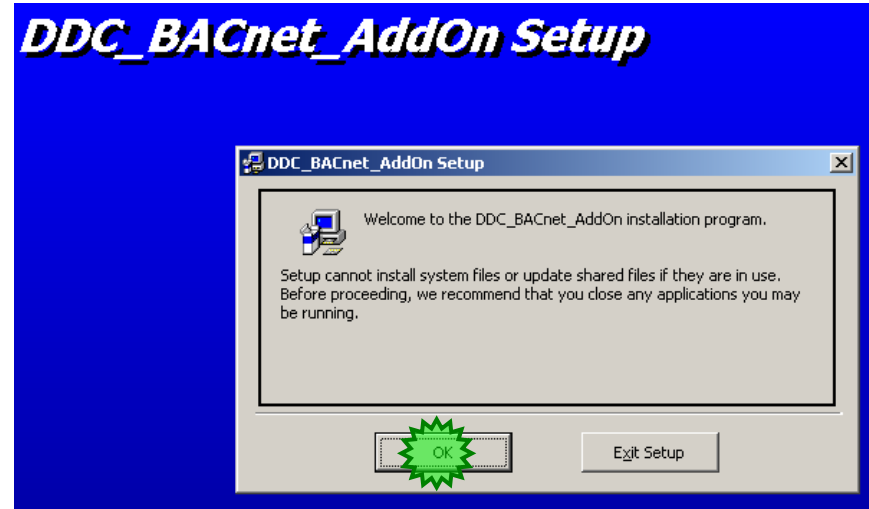 DDC_BACnet_AddOn Setup
DDC_BACnet_AddOn Setup
Welcome to the DDC_BACnet_AddOn installation program.
Setup cannot install system files or update shared files if they are in use.
Before proceeding, we recommend that you close any applications you may
be running.
OK
Exit Setup